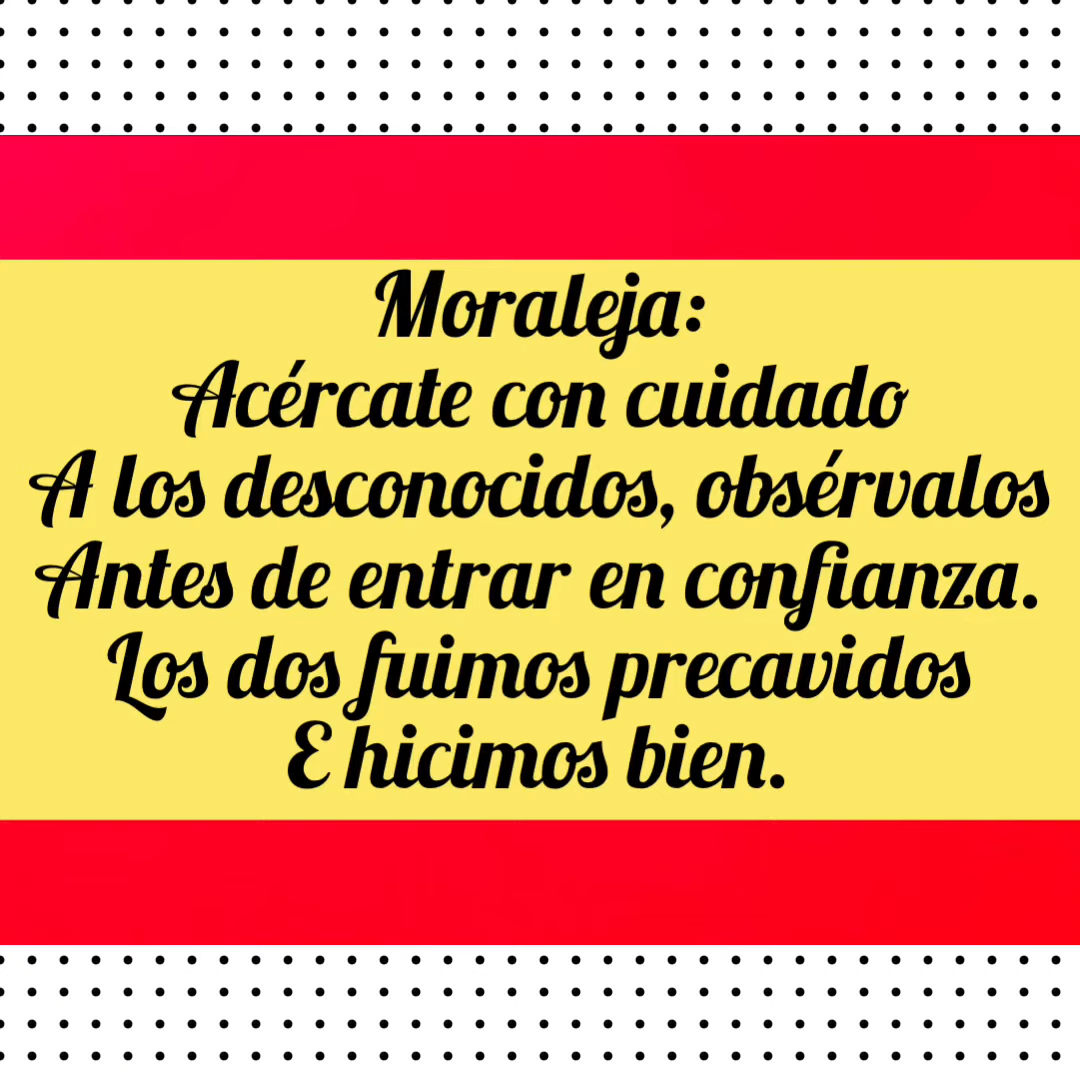 Moraleja:
Acércate con cuidado
A los desconocidos, obsérvalos
Antes de entrar en confianza.
Los dos fuimos precavidos
E hicimos bien.